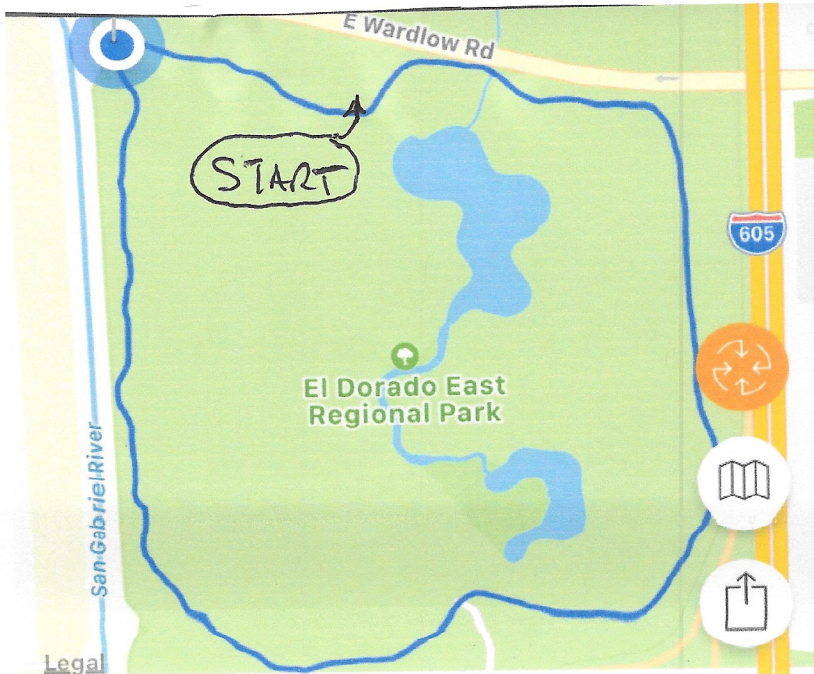 E Wardlow Rd
START
605
El Dorado East
Regional Park
San Gabriel River
Legal